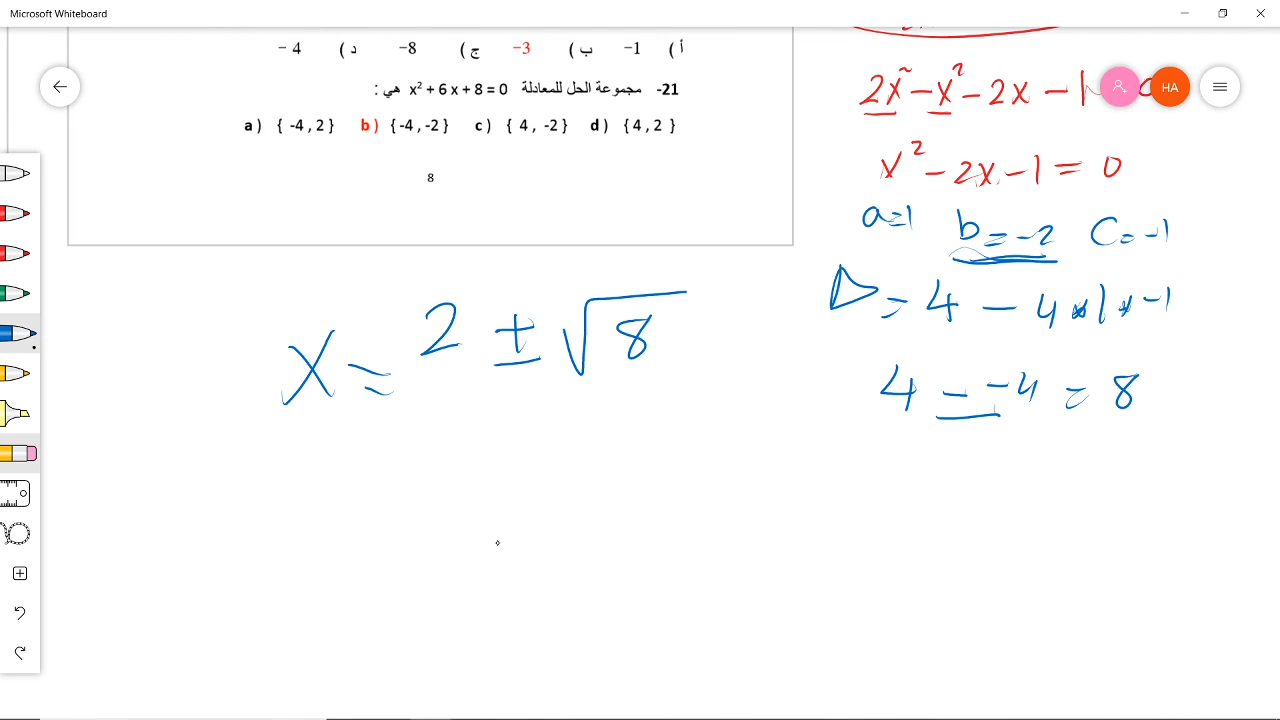 Microsoft Whiteboard
أ ) 1− ب ) 3− ج ) 8− د ) 4 −
21- مجموعة الحل للمعادلة x² + 6 x + 8 = 0 هي :
a ) { -4 , 2 } b ) {-4 , -2 } c ) { 4 , -2 } d ) { 4 , 2 }
8
HA
2x² - x² - 2x - 1
x² - 2x - 1 = 0
a=1 b = -2 C = -1
Δ = 4 - 4 × 1 × -1
4 - -4 = 8
X = 2 ± √8